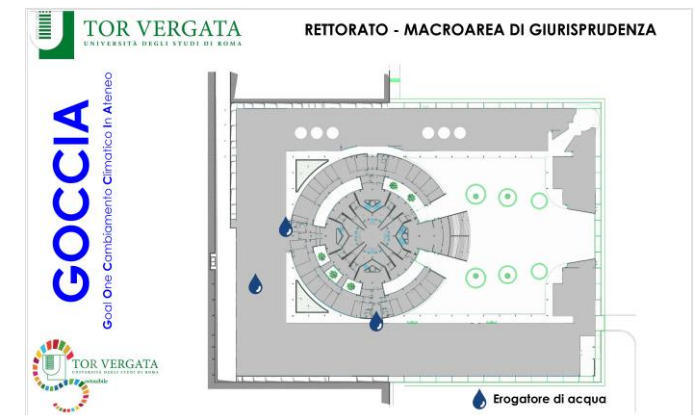 TOR VERGATA
UNIVERSITÀ DEGLI STUDI DI ROMA
RETTORATO - MACROAREA DI GIURISPRUDENZA
GOCCIA
Goal One Cambiamento Climatico In Ateneo
TOR VERGATA
UNIVERSITÀ DEGLI STUDI DI ROMA
sostenibile
Erogatore di acqua